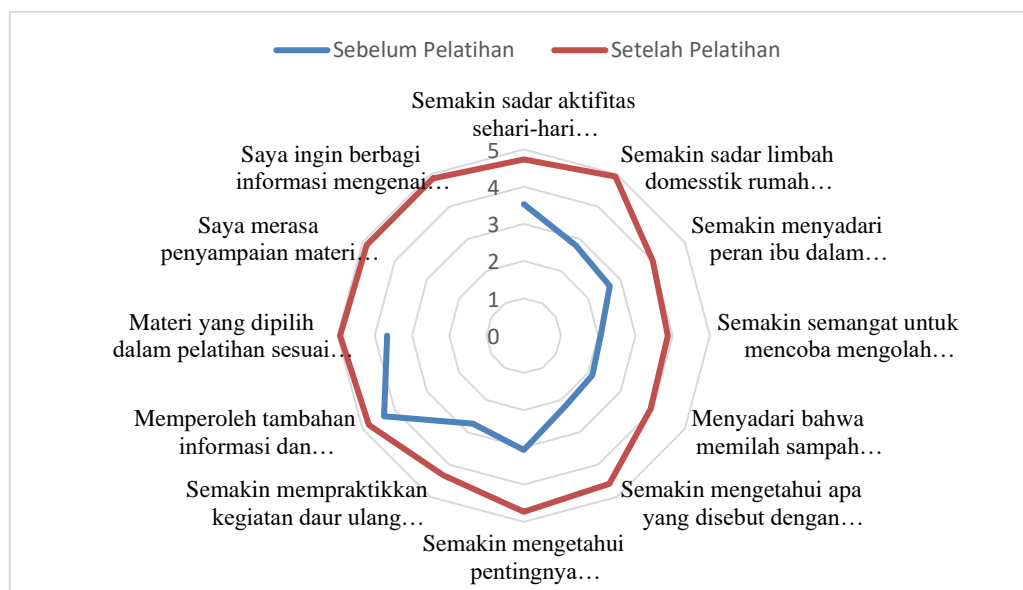 Sebelum Pelatihan
Setelah Pelatihan
Semakin sadar aktifitas
sehari-hari…
Semakin sadar limbah
domesstik rumah…
Semakin menyadari
peran ibu dalam…
Semakin semangat untuk
mencoba mengolah…
Menyadari bahwa
memilah sampah…
Semakin mengetahui apa
yang disebut dengan…
Semakin mengetahui
pentingnya…
Semakin mempraktikkan
kegiatan daur ulang…
Memperoleh tambahan
informasi dan…
Materi yang dipilih
dalam pelatihan sesuai…
Saya merasa
penyampaian materi…
Saya ingin berbagi
informasi mengenai…
5
4
3
2
1
0